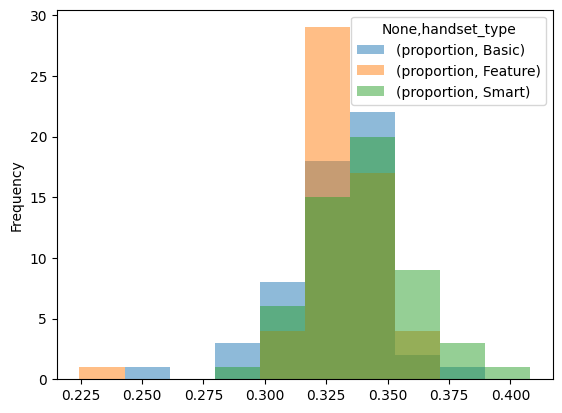 30
25
20
15
10
5
0
Frequency
None,handset_type
(proportion, Basic)
(proportion, Feature)
(proportion, Smart)
0.225 0.250 0.275 0.300 0.325 0.350 0.375 0.400